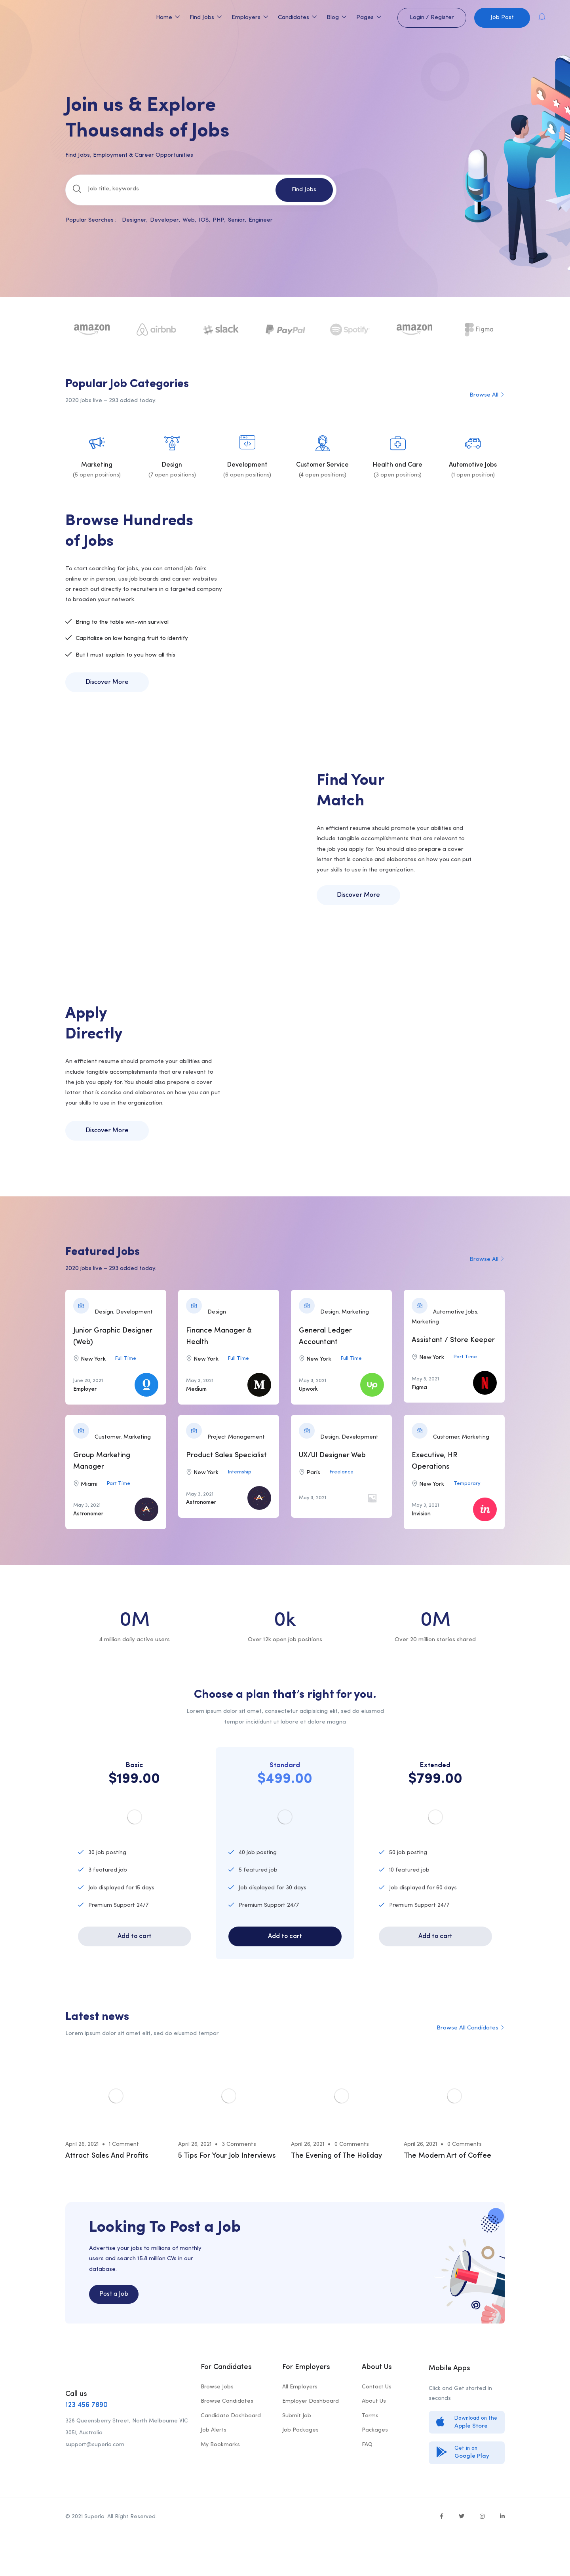 Home Find Jobs Employers Candidates Blog Pages Login / Register Job Post
Join us & Explore
Thousands of Jobs
Find Jobs, Employment & Career Opportunities
Job title, keywords
Find Jobs
Popular Searches : Designer, Developer, Web, IOS, PHP, Senior, Engineer
amazon airbnb slack PayPal Spotify amazon Figma
Popular Job Categories
2020 jobs live – 293 added today.
Browse All
Marketing
(5 open positions)
Design
(7 open positions)
Development
(6 open positions)
Customer Service
(4 open positions)
Health and Care
(3 open positions)
Automotive Jobs
(1 open position)
Browse Hundreds
of Jobs
To start searching for jobs, you can attend job fairs
online or in person, use job boards and career websites
or reach out directly to recruiters in a targeted company
to broaden your network.
Bring to the table win-win survival
Capitalize on low hanging fruit to identify
But I must explain to you how all this
Discover More
Find Your
Match
An efficient resume should promote your abilities and
include tangible accomplishments that are relevant to
the job you apply for. You should also prepare a cover
letter that is concise and elaborates on how you can put
your skills to use in the organization.
Discover More
Apply
Directly
An efficient resume should promote your abilities and
include tangible accomplishments that are relevant to
the job you apply for. You should also prepare a cover
letter that is concise and elaborates on how you can put
your skills to use in the organization.
Discover More
Featured Jobs
2020 jobs live – 293 added today.
Browse All
Design, Development
Junior Graphic Designer
(Web)
New York Full Time
June 20, 2021
Employer
Design
Finance Manager &
Health
New York Full Time
May 3, 2021
Medium
M
Design, Marketing
General Ledger
Accountant
New York Full Time
May 3, 2021
Upwork
Up
Automotive Jobs,
Marketing
Assistant / Store Keeper
New York Part Time
May 3, 2021
Figma
N
Customer, Marketing
Group Marketing
Manager
Miami Part Time
May 3, 2021
Astronomer
Project Management
Product Sales Specialist
New York Internship
May 3, 2021
Astronomer
Design, Development
UX/UI Designer Web
Paris Freelance
May 3, 2021
Customer, Marketing
Executive, HR
Operations
New York Temporary
May 3, 2021
Invision
in
0M
4 million daily active users
0k
Over 12k open job positions
0M
Over 20 million stories shared
Choose a plan that's right for you.
Lorem ipsum dolor sit amet, consectetur adipisicing elit, sed do eiusmod
tempor incididunt ut labore et dolore magna
Basic
$199.00
30 job posting
3 featured job
Job displayed for 15 days
Premium Support 24/7
Add to cart
Standard
$499.00
40 job posting
5 featured job
Job displayed for 30 days
Premium Support 24/7
Add to cart
Extended
$799.00
50 job posting
10 featured job
Job displayed for 60 days
Premium Support 24/7
Add to cart
Latest news
Lorem ipsum dolor sit amet elit, sed do eiusmod tempor
Browse All Candidates
April 26, 2021 • 1 Comment
Attract Sales And Profits
April 26, 2021 • 3 Comments
5 Tips For Your Job Interviews
April 26, 2021 • 0 Comments
The Evening of The Holiday
April 26, 2021 • 0 Comments
The Modern Art of Coffee
Looking To Post a Job
Advertise your jobs to millions of monthly
users and search 15.8 million CVs in our
database.
Post a Job
Call us
123 456 7890
328 Queensberry Street, North Melbourne VIC
3051, Australia.
support@superio.com
For Candidates
Browse Jobs
Browse Candidates
Candidate Dashboard
Job Alerts
My Bookmarks
For Employers
All Employers
Employer Dashboard
Submit Job
Job Packages
About Us
Contact Us
About Us
Terms
Packages
FAQ
Mobile Apps
Click and Get started in
seconds
Download on the
Apple Store
Get in on
Google Play
© 2021 Superio. All Right Reserved.